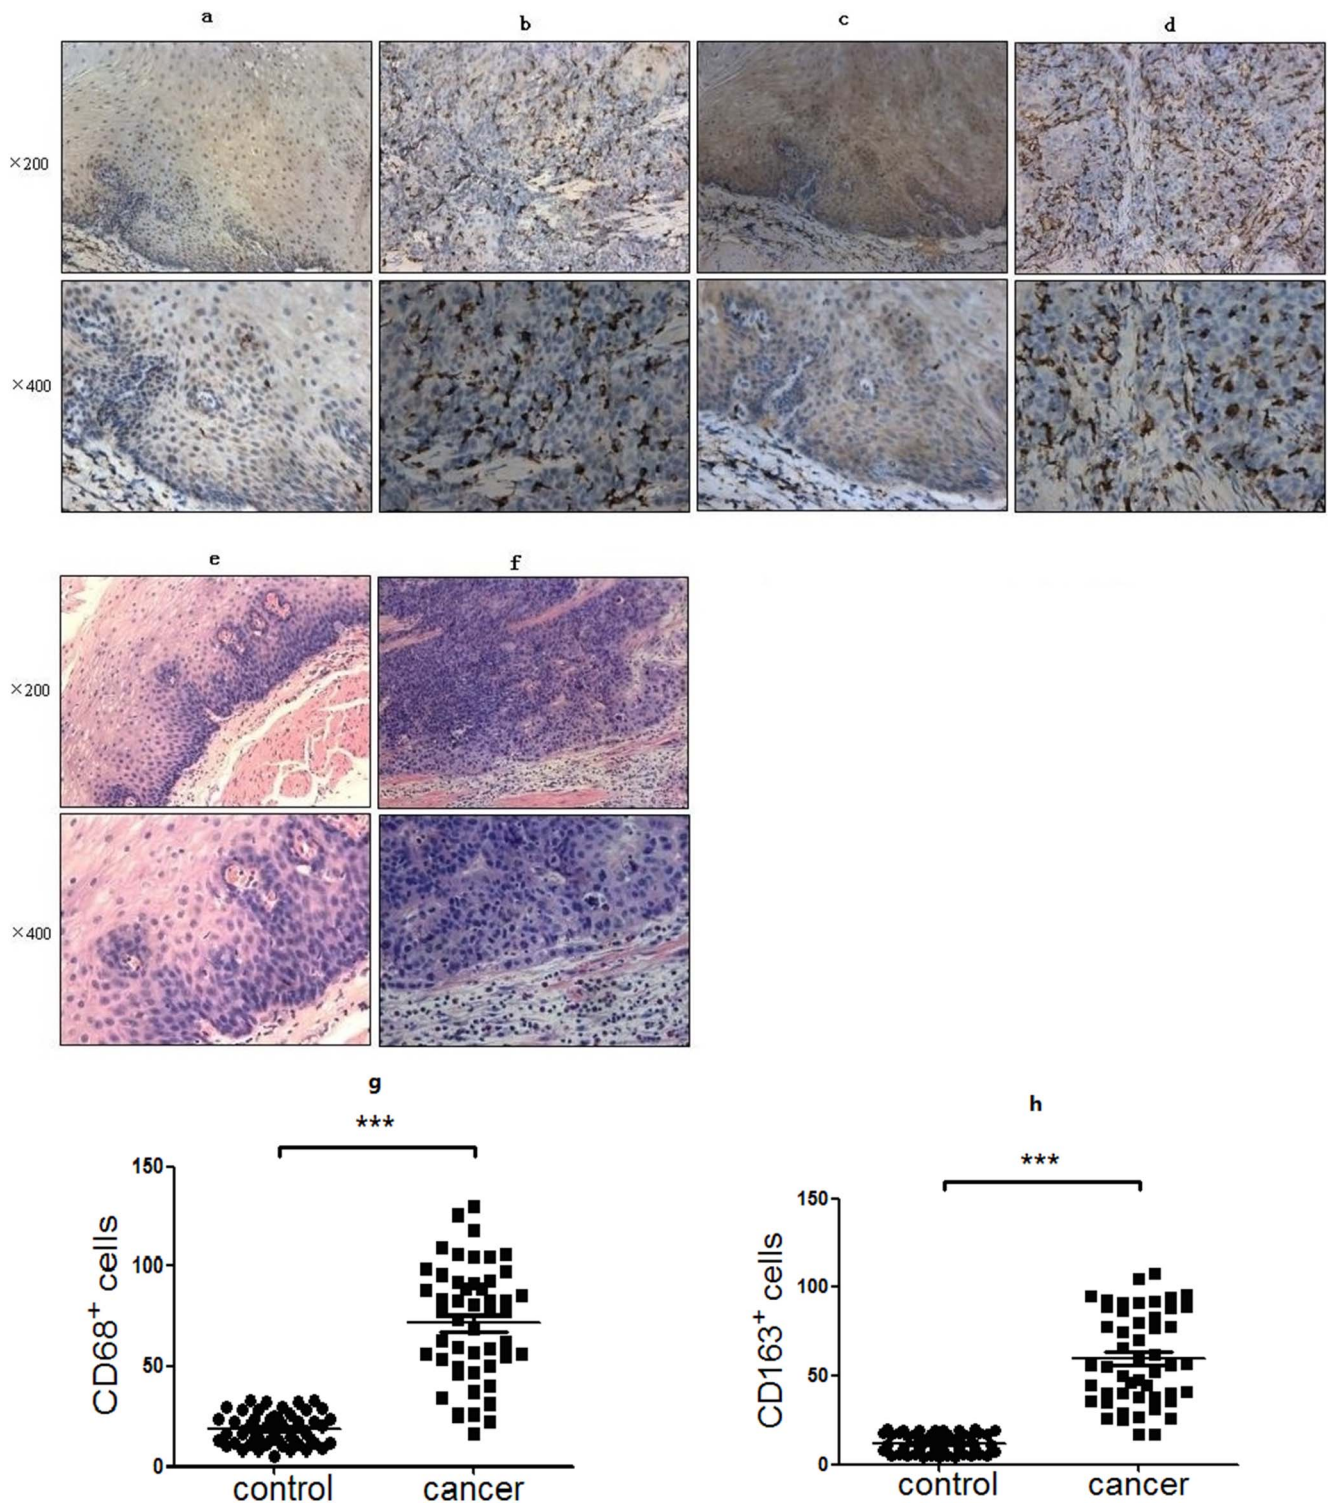 a b c d
×200
×400
e f
×200
×400
g
***
150
100
50
0
CD68+ cells
control cancer
h
***
150
100
50
0
CD163+ cells
control cancer